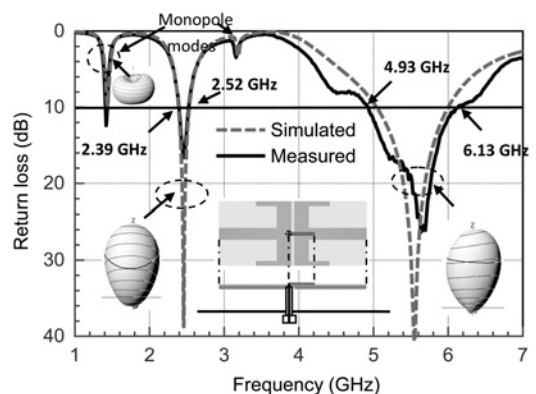 Monopole
modes
2.52 GHz
4.93 GHz
2.39 GHz
6.13 GHz
Simulated
Measured
z
z
Return loss (dB)
0
10
20
30
40
1 2 3 4 5 6 7
Frequency (GHz)